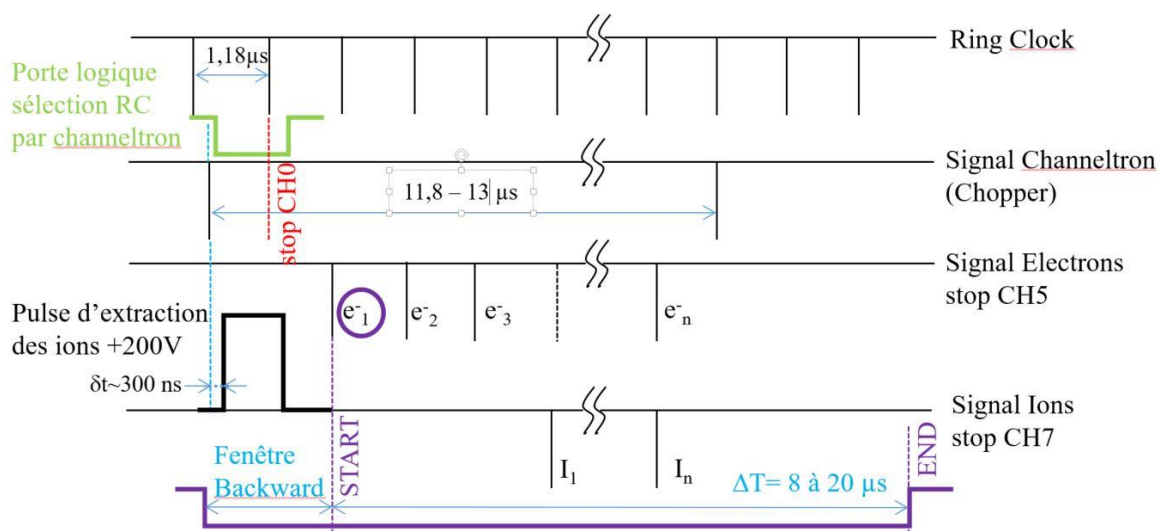 Ring Clock
1,18µs
Porte logique
sélection RC
par channeltron
stop CH0
Signal Channeltron
(Chopper)
11,8 – 13 µs
Signal Electrons
stop CH5
e⁻₁
e⁻₂
e⁻₃
e⁻ₙ
Pulse d’extraction
des ions +200V
δt~300 ns
Signal Ions
stop CH7
I₁
Iₙ
Fenêtre
Backward
START
ΔT= 8 à 20 µs
END